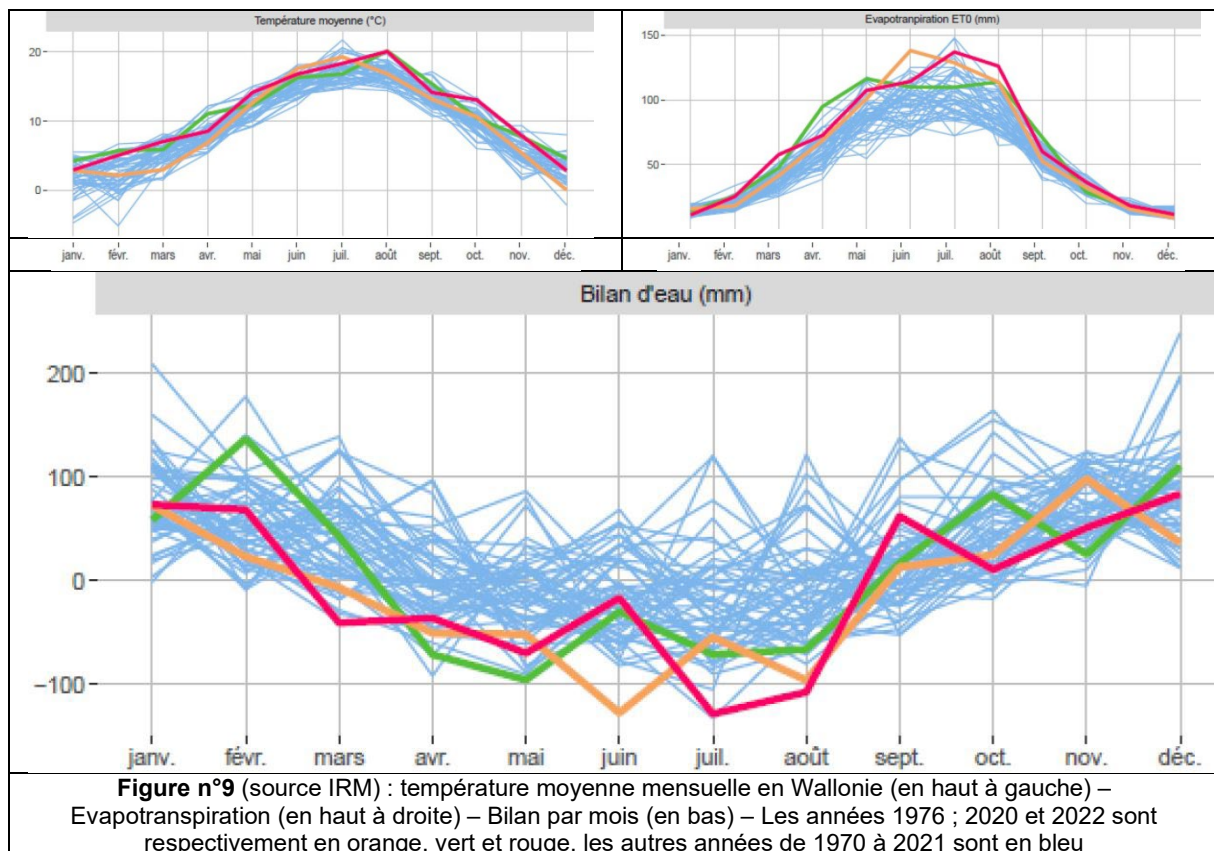 Température moyenne (°C)
20
10
0
janv. févr. mars avr. mai juin juil. août sept. oct. nov. déc.
Evapotranpiration ET0 (mm)
150
100
50
janv. févr. mars avr. mai juin juil. août sept. oct. nov. déc.
Bilan d'eau (mm)
200
100
0
−100
janv. févr. mars avr. mai juin juil. août sept. oct. nov. déc.
Figure n°9 (source IRM) : température moyenne mensuelle en Wallonie (en haut à gauche) –
Evapotranspiration (en haut à droite) – Bilan par mois (en bas) – Les années 1976 ; 2020 et 2022 sont
respectivement en orange, vert et rouge, les autres années de 1970 à 2021 sont en bleu